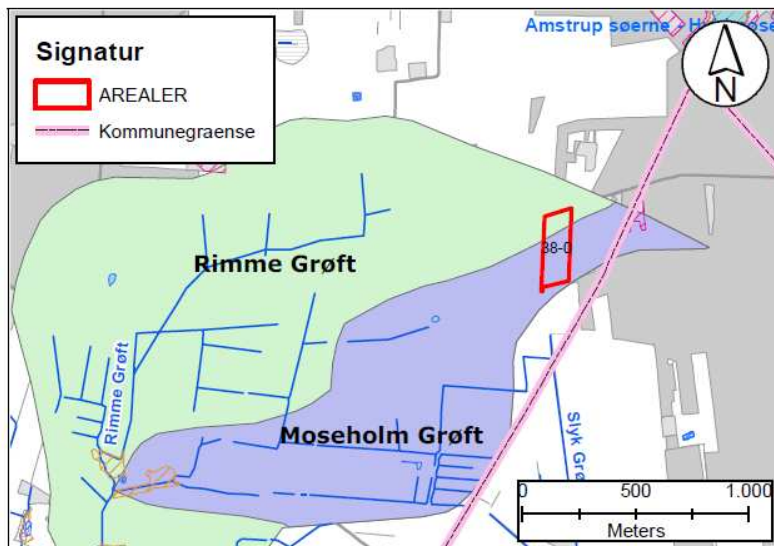 Signatur
AREALER
Kommunegraense
Amstrup søerne - H
N
38-0
Rimme Grøft
Rimme Grøft
Moseholm Grøft
Slyk Grø
0 500 1.000
Meters